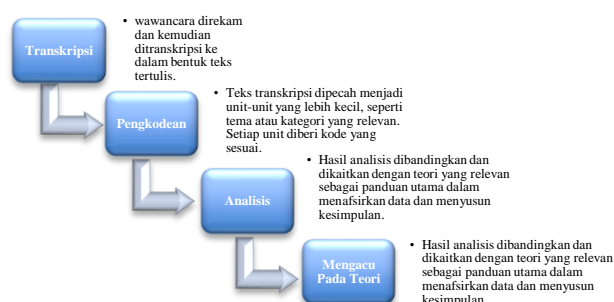 Transkripsi
• wawancara direkam
dan kemudian
ditranskripsi ke
dalam bentuk teks
tertulis.
Pengkodean
• Teks transkripsi dipecah menjadi
unit-unit yang lebih kecil, seperti
tema atau kategori yang relevan.
Setiap unit diberi kode yang
sesuai.
Analisis
• Hasil analisis dibandingkan dan
dikaitkan dengan teori yang relevan
sebagai panduan utama dalam
menafsirkan data dan menyusun
kesimpulan.
Mengacu
Pada Teori
• Hasil analisis dibandingkan dan
dikaitkan dengan teori yang relevan
sebagai panduan utama dalam
menafsirkan data dan menyusun
kesimpulan